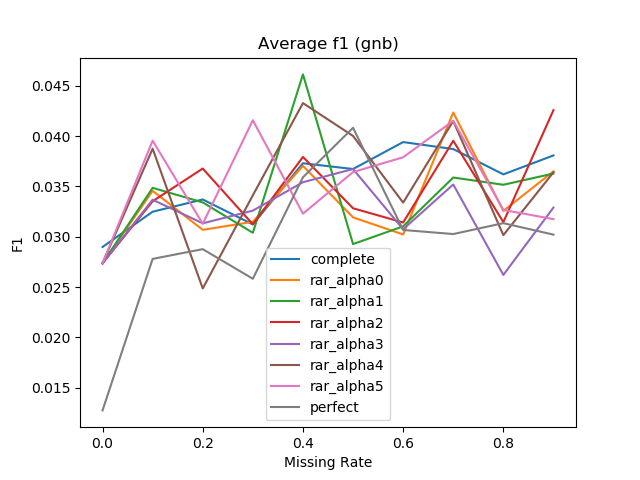 Average f1 (gnb)
0.045
0.040
0.035
0.030
0.025
0.020
0.015
F1
complete
rar_alpha0
rar_alpha1
rar_alpha2
rar_alpha3
rar_alpha4
rar_alpha5
perfect
0.0 0.2 0.4 0.6 0.8
Missing Rate